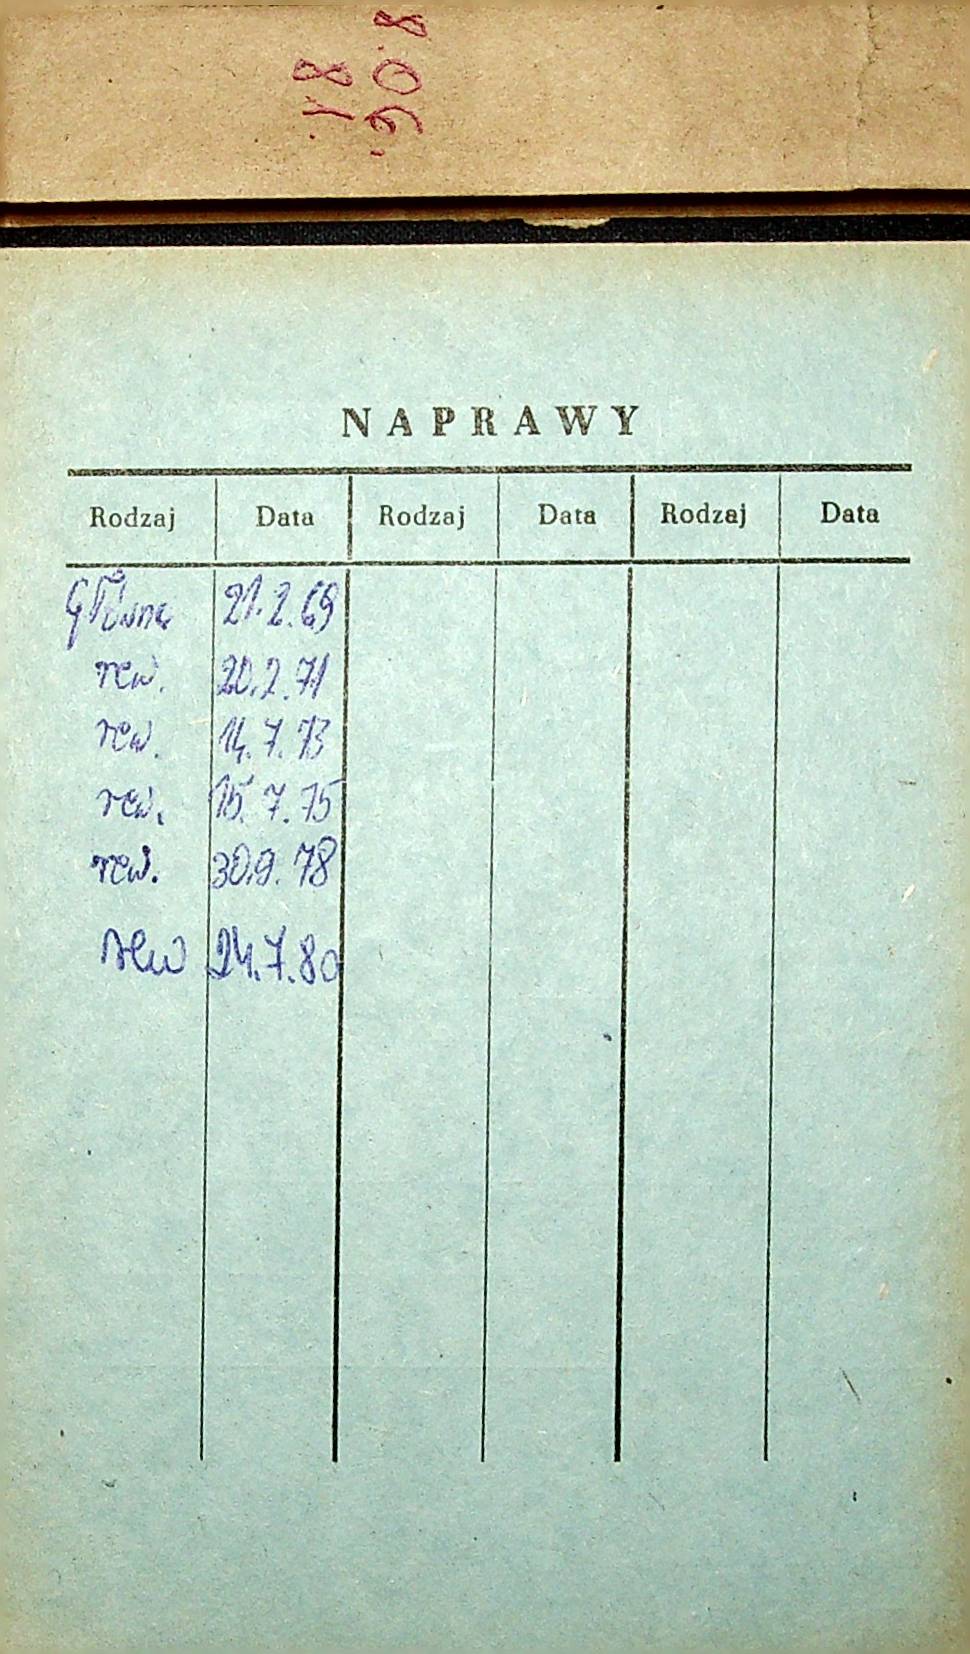 NAPRAWY
Rodzaj Data Rodzaj Data Rodzaj Data
Główna 21.2.69
rew. 20.2.71
rew. 14.7.73
rew. 15.7.75
rew. 30.9.78
rew 24.7.80